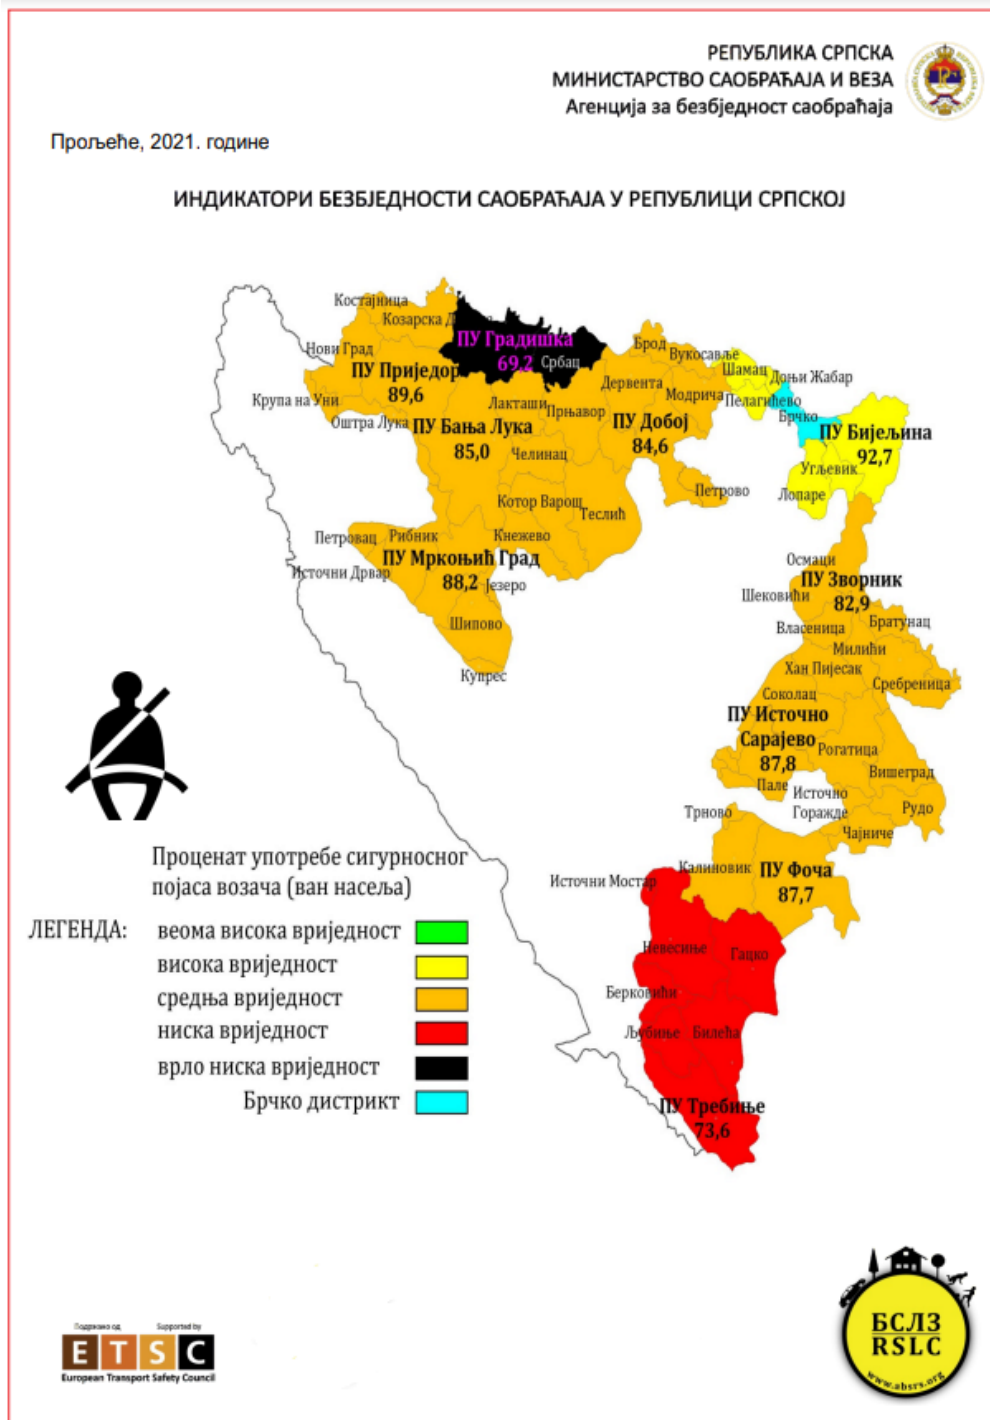 РЕПУБЛИКА СРПСКА
МИНИСТАРСТВО САОБРАЋАЈА И ВЕЗА
Агенција за безбједност саобраћаја
Прољеће, 2021. године
ИНДИКАТОРИ БЕЗБЈЕДНОСТИ САОБРАЋАЈА У РЕПУБЛИЦИ СРПСКОЈ
Костајница
Козарска Д
ПУ Градишка
69,2
Србац
Нови Град
ПУ Приједор
89,6
Крупа на Уни
Оштра Лука
Брод
Вукосавље
Шамац
Доњи Жабар
Дервента
Модрича
Пелагићево
Брчко
Лакташи
Прњавор
ПУ Бања Лука
85,0
ПУ Добој
84,6
ПУ Бијељина
92,7
Челинац
Угљевик
Лопаре
Петрово
Котор Варош
Теслић
Петровац
Рибник
Кнежево
ПУ Мркоњић Град
88,2
Источни Дрвар
Језеро
Шипово
Купрес
Осмаци
ПУ Зворник
82,9
Шековићи
Братунац
Власеница
Милићи
Хан Пијесак
Сребреница
Соколац
ПУ Источно
Сарајево
87,8
Рогатица
Вишеград
Пале
Источно
Горажде
Рудо
Трново
Чајниче
Калиновик
ПУ Фоча
87,7
Источни Мостар
Невесиње
Гацко
Берковићи
Љубиње
Билећа
ПУ Требиње
73,6
Проценат употребе сигурносног
појаса возача (ван насеља)
ЛЕГЕНДА:
веома висока вриједност
висока вриједност
средња вриједност
ниска вриједност
врло ниска вриједност
Брчко дистрикт
Подржано од
Supported by
E T S C
European Transport Safety Council
БСЛЗ
RSLC
www.absrs.org